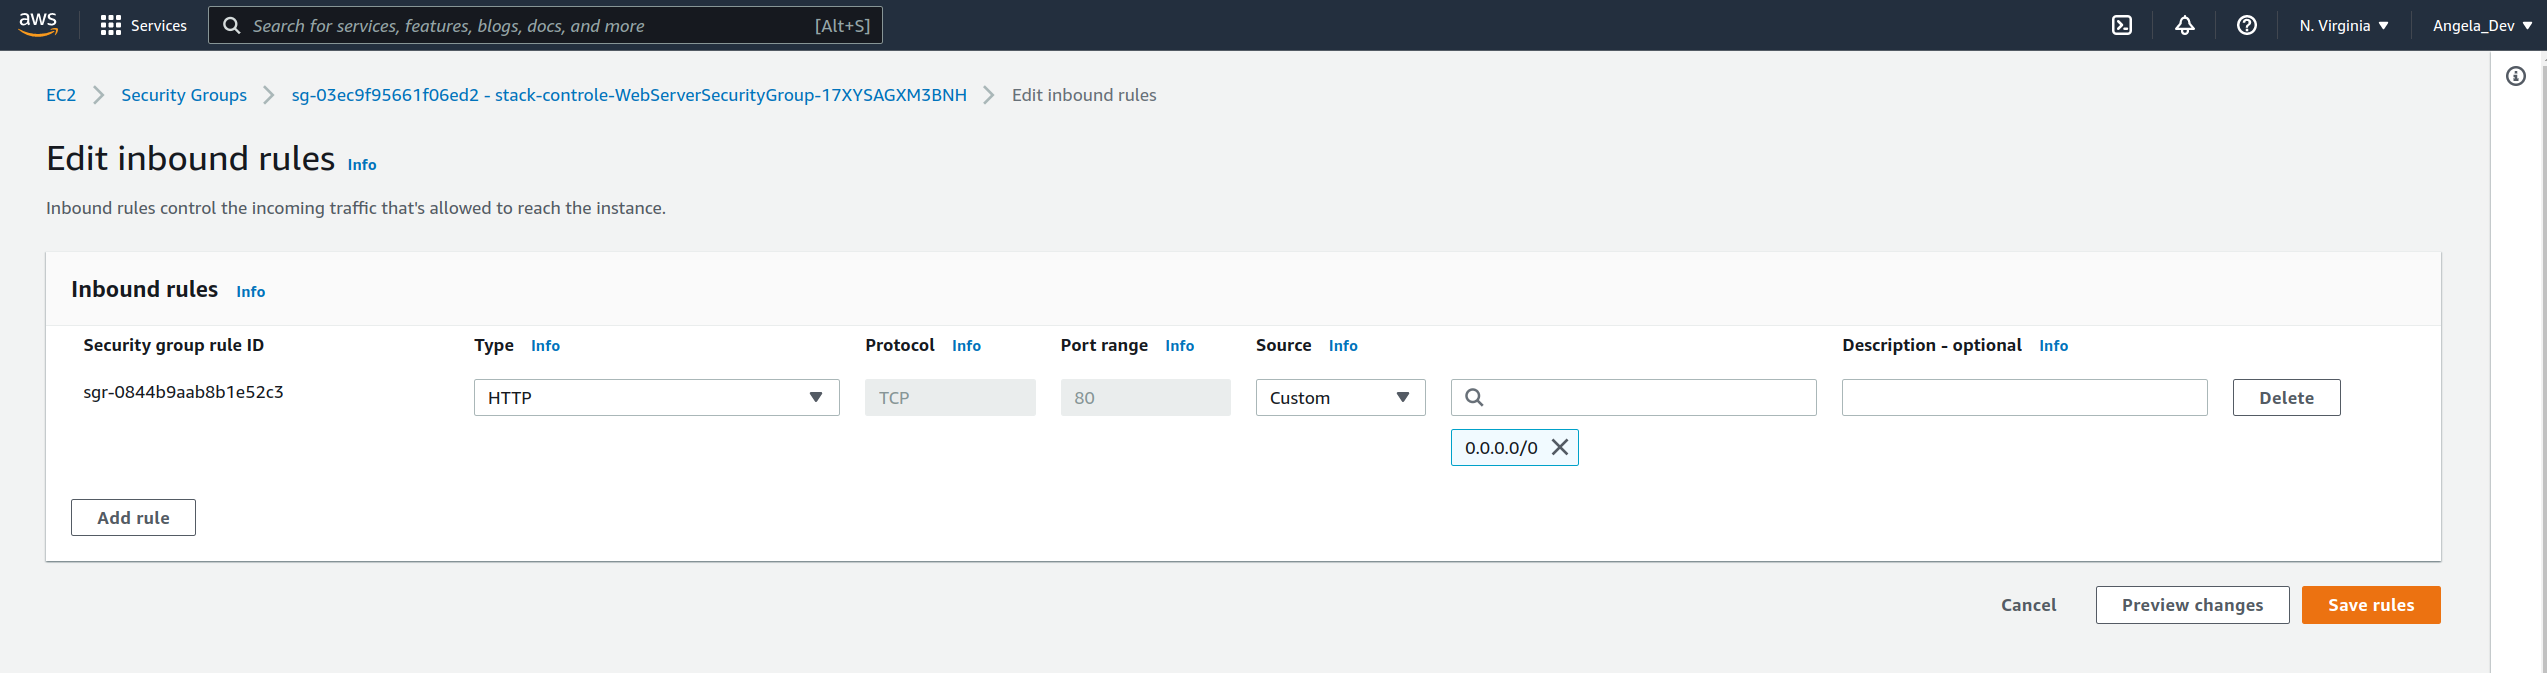 aws Services Search for services, features, blogs, docs, and more [Alt+S] N. Virginia Angela_Dev
EC2 Security Groups sg-03ec9f95661f06ed2 - stack-controle-WebServerSecurityGroup-17XYSAGXM3BNH Edit inbound rules
Edit inbound rules Info
Inbound rules control the incoming traffic that's allowed to reach the instance.
Inbound rules Info
Security group rule ID Type Info Protocol Info Port range Info Source Info Description - optional Info
sgr-0844b9aab8b1e52c3 HTTP TCP 80 Custom Delete
0.0.0.0/0
Add rule
Cancel Preview changes Save rules